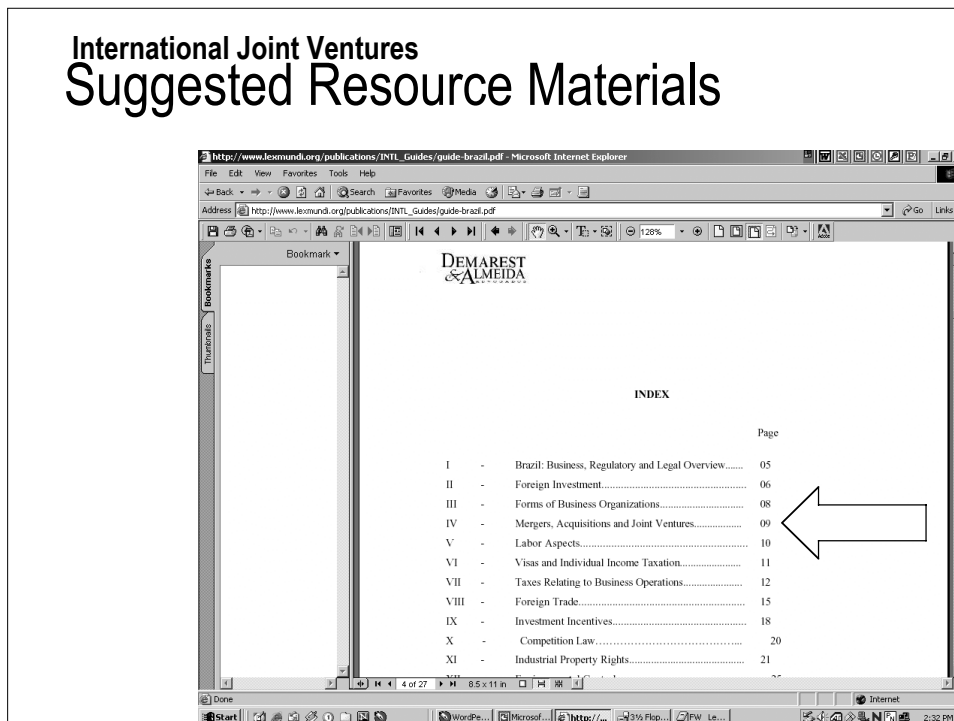 International Joint Ventures
Suggested Resource Materials
http://www.lexmundi.org/publications/INTL_Guides/guide-brazil.pdf - Microsoft Internet Explorer
File Edit View Favorites Tools Help
Back Search Favorites Media
Address http://www.lexmundi.org/publications/INTL_Guides/guide-brazil.pdf Go Links
128%
Bookmarks
Thumbnails
Bookmark
DEMAREST
&ALMEIDA
ADVOGADOS
INDEX
Page
I - Brazil: Business, Regulatory and Legal Overview....... 05
II - Foreign Investment.................................................... 06
III - Forms of Business Organizations............................... 08
IV - Mergers, Acquisitions and Joint Ventures................. 09
V - Labor Aspects............................................................ 10
VI - Visas and Individual Income Taxation...................... 11
VII - Taxes Relating to Business Operations..................... 12
VIII - Foreign Trade............................................................ 15
IX - Investment Incentives................................................ 18
X - Competition Law………………………………... 20
XI - Industrial Property Rights......................................... 21
4 of 27 8.5 x 11 in
Done Internet
Start WordPe... Microsof... http://... 3½ Flop... FW Le... 2:32 PM